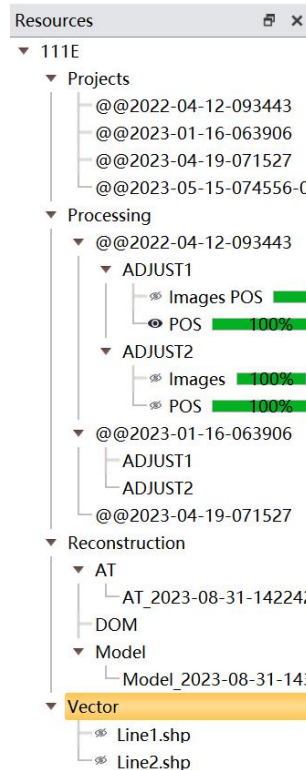 Resources
111E
Projects
@@2022-04-12-093443
@@2023-01-16-063906
@@2023-04-19-071527
@@2023-05-15-074556-0
Processing
@@2022-04-12-093443
ADJUST1
Images POS
POS 100%
ADJUST2
Images 100%
POS 100%
@@2023-01-16-063906
ADJUST1
ADJUST2
@@2023-04-19-071527
Reconstruction
AT
AT_2023-08-31-142242
DOM
Model
Model_2023-08-31-143
Vector
Line1.shp
Line2.shp